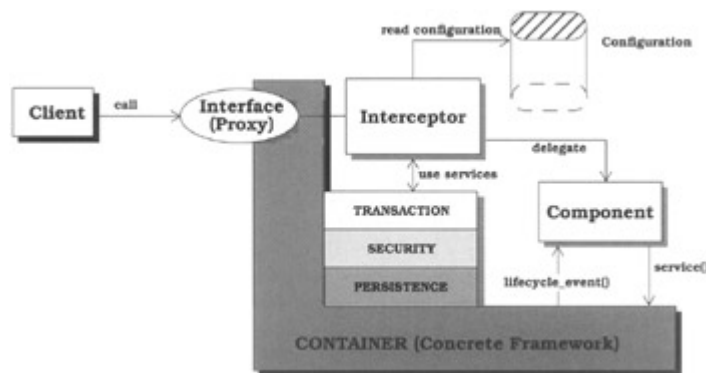 read configuration
Configuration
Client
call
Interface
(Proxy)
Interceptor
delegate
use services
TRANSACTION
SECURITY
PERSISTENCE
Component
lifecycle_event()
service()
CONTAINER (Concrete Framework)